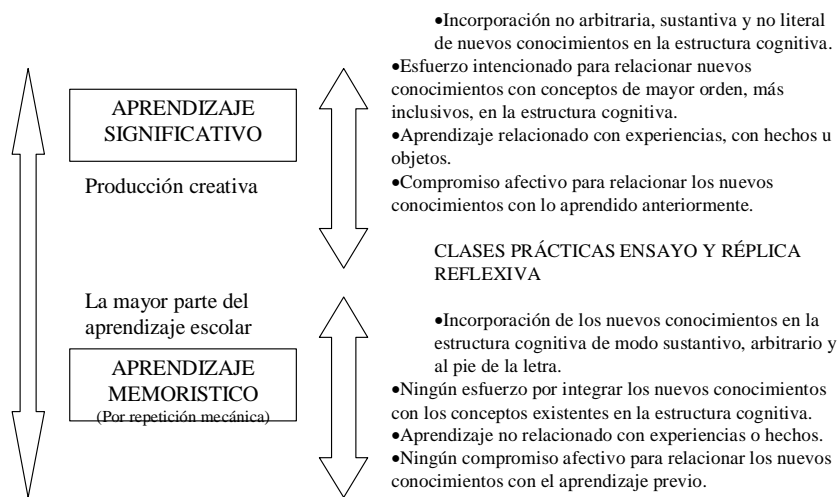 •Incorporación no arbitraria, sustantiva y no literal
de nuevos conocimientos en la estructura cognitiva.
•Esfuerzo intencionado para relacionar nuevos
conocimientos con conceptos de mayor orden, más
inclusivos, en la estructura cognitiva.
•Aprendizaje relacionado con experiencias, con hechos u
objetos.
•Compromiso afectivo para relacionar los nuevos
conocimientos con lo aprendido anteriormente.
APRENDIZAJE
SIGNIFICATIVO
Producción creativa
CLASES PRÁCTICAS ENSAYO Y RÉPLICA
REFLEXIVA
La mayor parte del
aprendizaje escolar
APRENDIZAJE
MEMORISTICO
(Por repetición mecánica)
•Incorporación de los nuevos conocimientos en la
estructura cognitiva de modo sustantivo, arbitrario y
al pie de la letra.
•Ningún esfuerzo por integrar los nuevos conocimientos
con los conceptos existentes en la estructura cognitiva.
•Aprendizaje no relacionado con experiencias o hechos.
•Ningún compromiso afectivo para relacionar los nuevos
conocimientos con el aprendizaje previo.